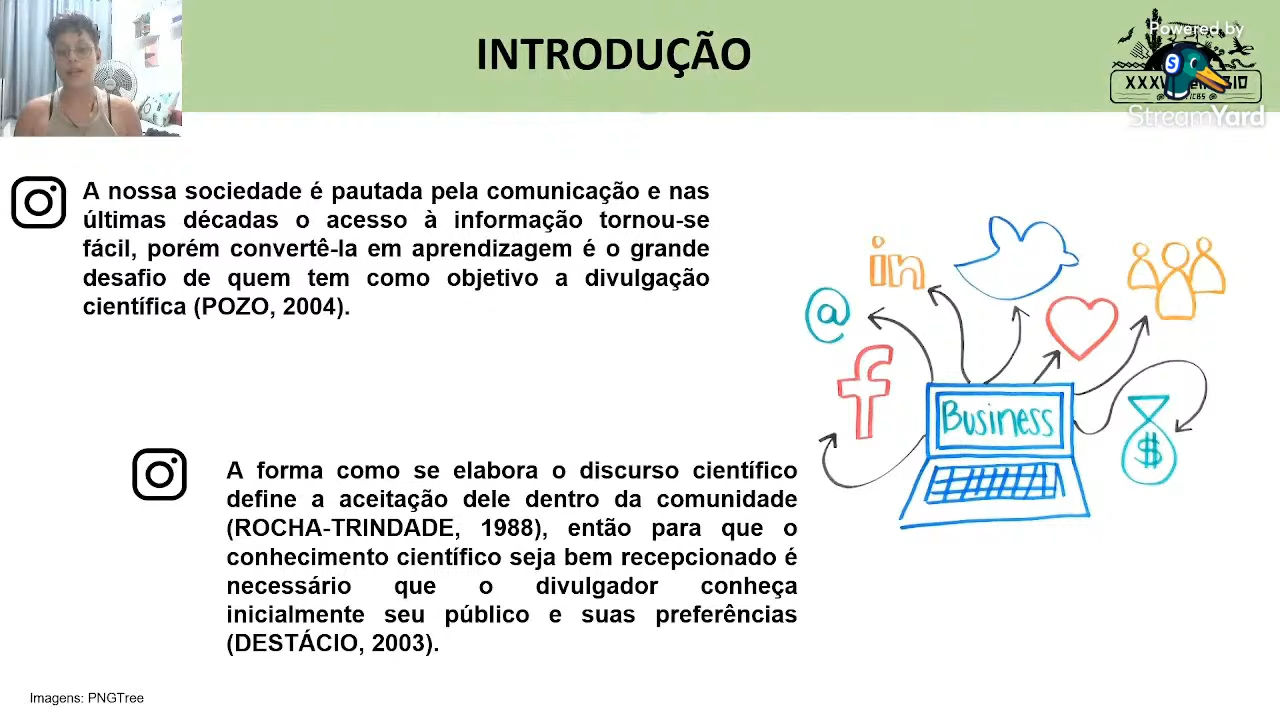 INTRODUÇÃO
Powered by
StreamYard
A nossa sociedade é pautada pela comunicação e nas
últimas décadas o acesso à informação tornou-se
fácil, porém convertê-la em aprendizagem é o grande
desafio de quem tem como objetivo a divulgação
científica (POZO, 2004).
in
@
f
Business
$
A forma como se elabora o discurso científico
define a aceitação dele dentro da comunidade
(ROCHA-TRINDADE, 1988), então para que o
conhecimento científico seja bem recepcionado é
necessário que o divulgador conheça
inicialmente seu público e suas preferências
(DESTÁCIO, 2003).
Imagens: PNGTree